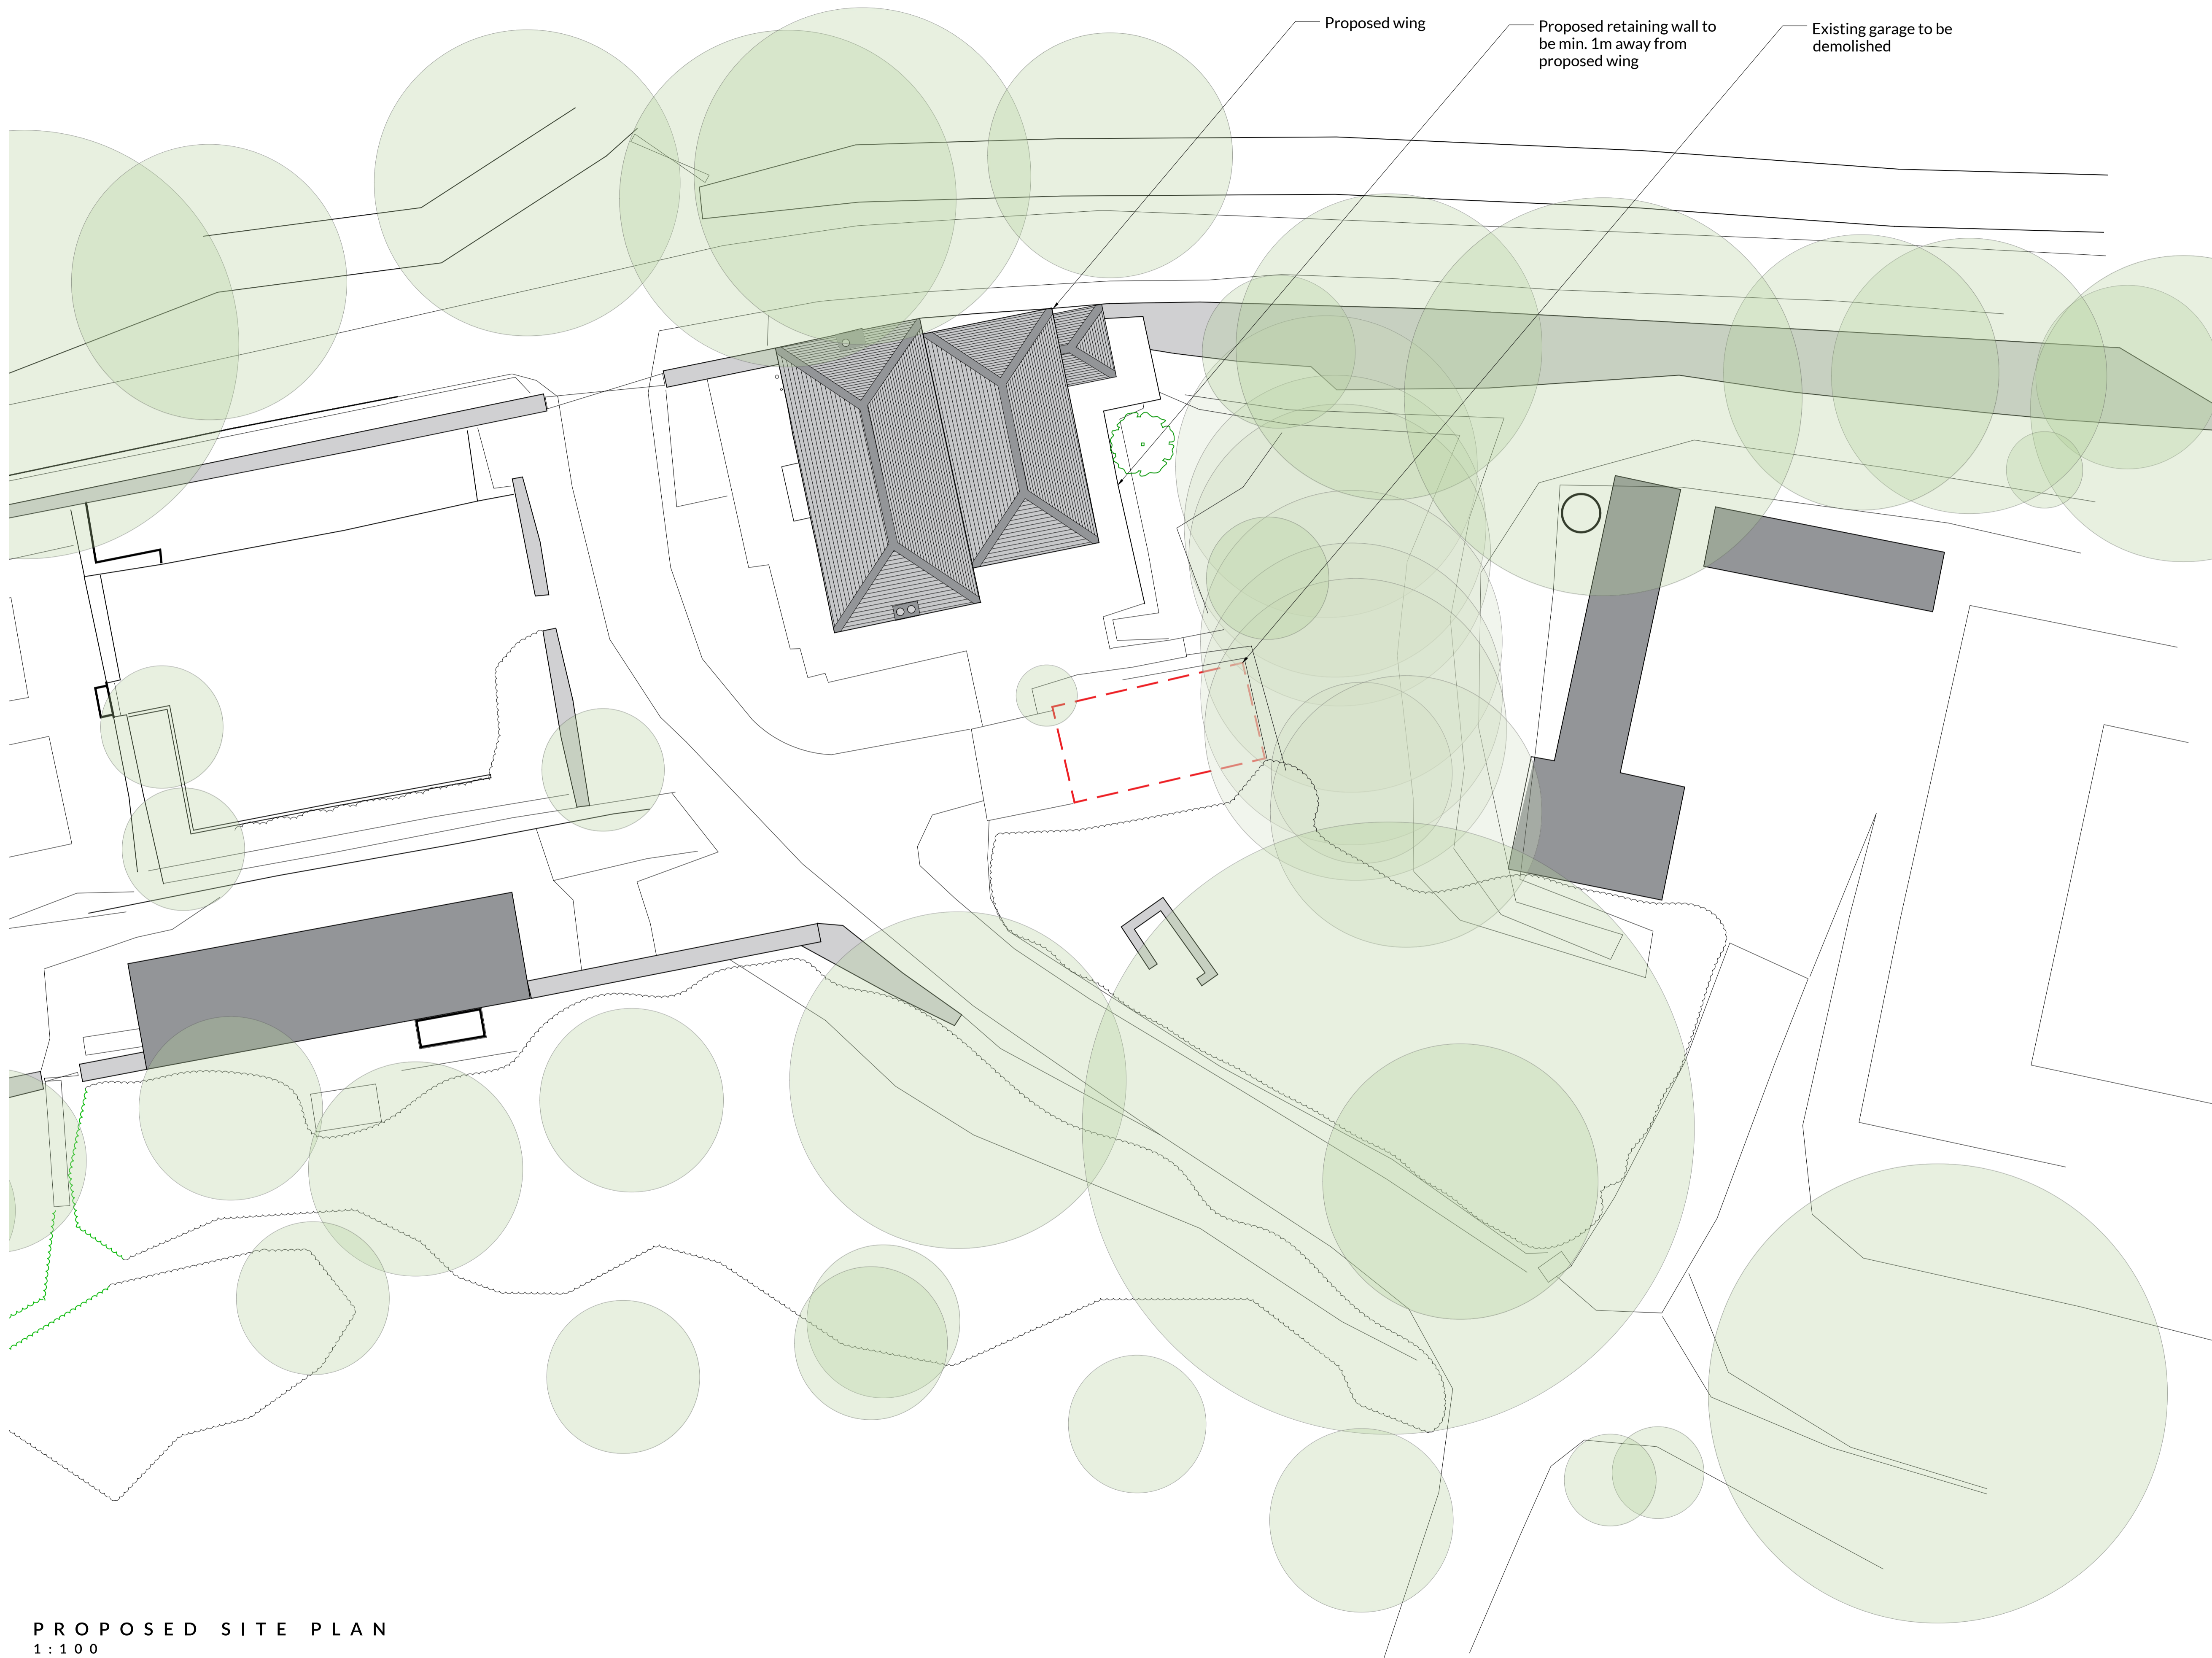 Proposed wing
Proposed retaining wall to
be min. 1m away from
proposed wing
Existing garage to be
demolished
PROPOSED SITE PLAN
1:100